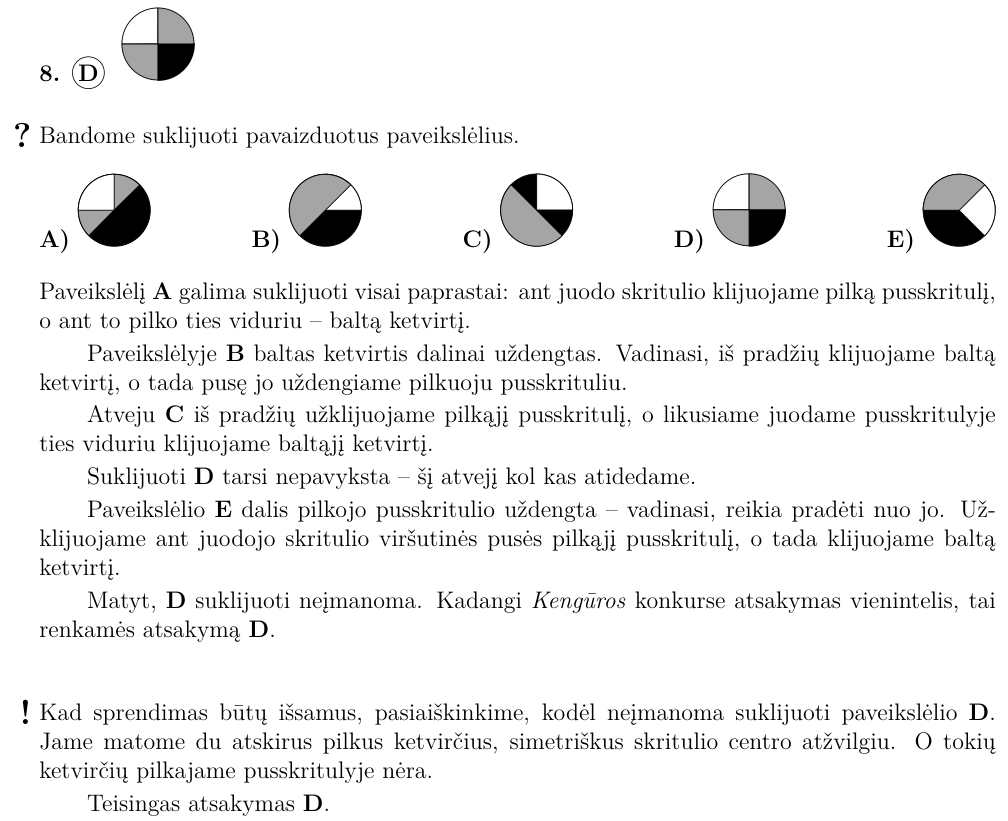 8. D
? Bandome suklijuoti pavaizduotus paveikslėlius.
A) B) C) D) E)
Paveikslėlį A galima suklijuoti visai paprastai: ant juodo skritulio klijuojame pilką pusskritulį,
o ant to pilko ties viduriu – baltą ketvirtį.
Paveikslėlyje B baltas ketvirtis dalinai uždengtas. Vadinasi, iš pradžių klijuojame baltą
ketvirtį, o tada pusę jo uždengiame pilkuoju pusskrituliu.
Atveju C iš pradžių užklijuojame pilkąjį pusskritulį, o likusiame juodame pusskritulyje
ties viduriu klijuojame baltąjį ketvirtį.
Suklijuoti D tarsi nepavyksta – šį atvejį kol kas atidedame.
Paveikslėlio E dalis pilkojo pusskritulio uždengta – vadinasi, reikia pradėti nuo jo. Už-
klijuojame ant juodojo skritulio viršutinės pusės pilkąjį pusskritulį, o tada klijuojame baltą
ketvirtį.
Matyt, D suklijuoti neįmanoma. Kadangi Kengūros konkurse atsakymas vienintelis, tai
renkamės atsakymą D.
! Kad sprendimas būtų išsamus, pasiaiškinkime, kodėl neįmanoma suklijuoti paveikslėlio D.
Jame matome du atskirus pilkus ketvirčius, simetriškus skritulio centro atžvilgiu. O tokių
ketvirčių pilkajame pusskritulyje nėra.
Teisingas atsakymas D.